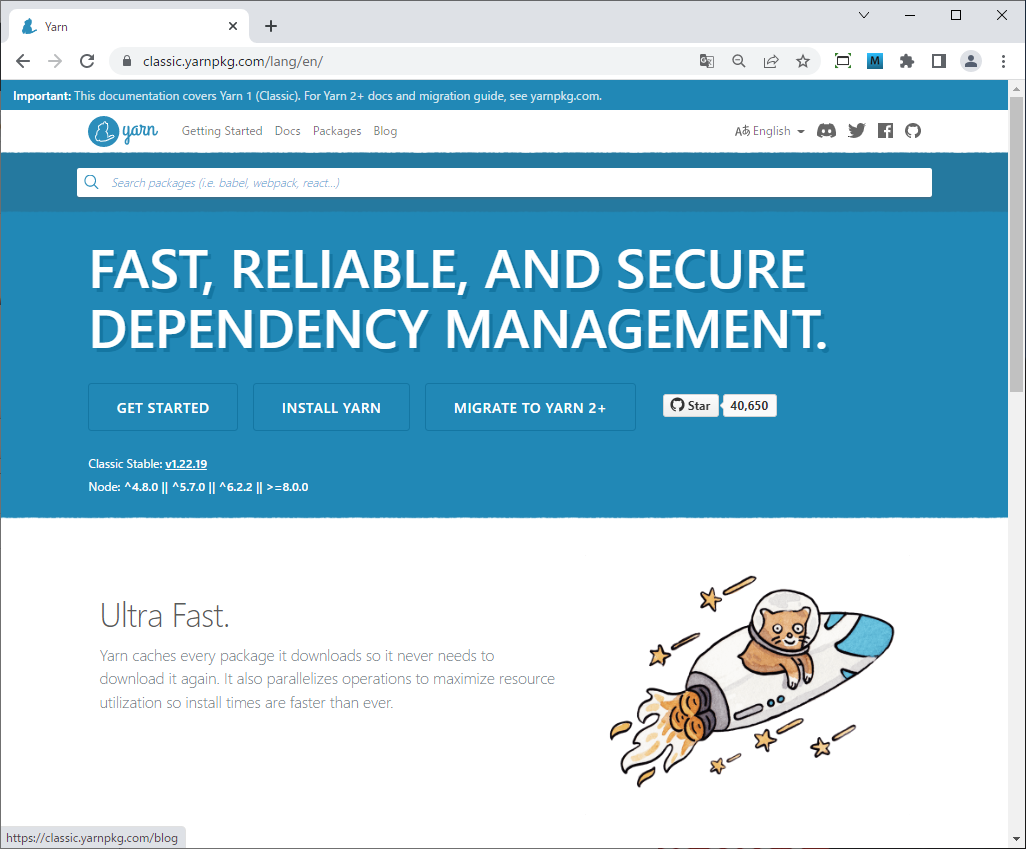 Yarn
classic.yarnpkg.com/lang/en/
M
Important: This documentation covers Yarn 1 (Classic). For Yarn 2+ docs and migration guide, see yarnpkg.com.
yarn Getting Started Docs Packages Blog Aあ English
Search packages (i.e. babel, webpack, react...)
FAST, RELIABLE, AND SECURE
DEPENDENCY MANAGEMENT.
GET STARTED INSTALL YARN MIGRATE TO YARN 2+ Star 40,650
Classic Stable: v1.22.19
Node: ^4.8.0 || ^5.7.0 || ^6.2.2 || >=8.0.0
Ultra Fast.
Yarn caches every package it downloads so it never needs to
download it again. It also parallelizes operations to maximize resource
utilization so install times are faster than ever.
https://classic.yarnpkg.com/blog